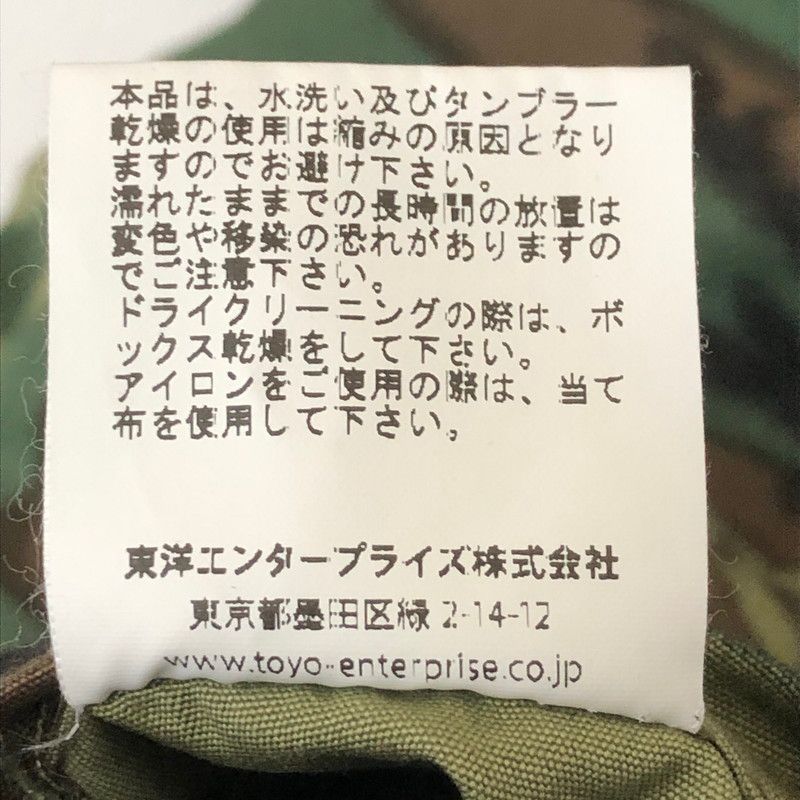 本品は、水洗い及びタンブラー
乾燥の使用は縮みの原因となり
ますのでお避け下さい。
濡れたままでの長時間の放置は
変色や移染の恐れがありますの
でご注意下さい。
ドライクリーニングの際は、ボ
ックス乾燥をして下さい。
アイロンをご使用の際は、当て
布を使用して下さい。
東洋エンタープライズ株式会社
東京都墨田区緑 2-14-12
www.toyo-enterprise.co.jp